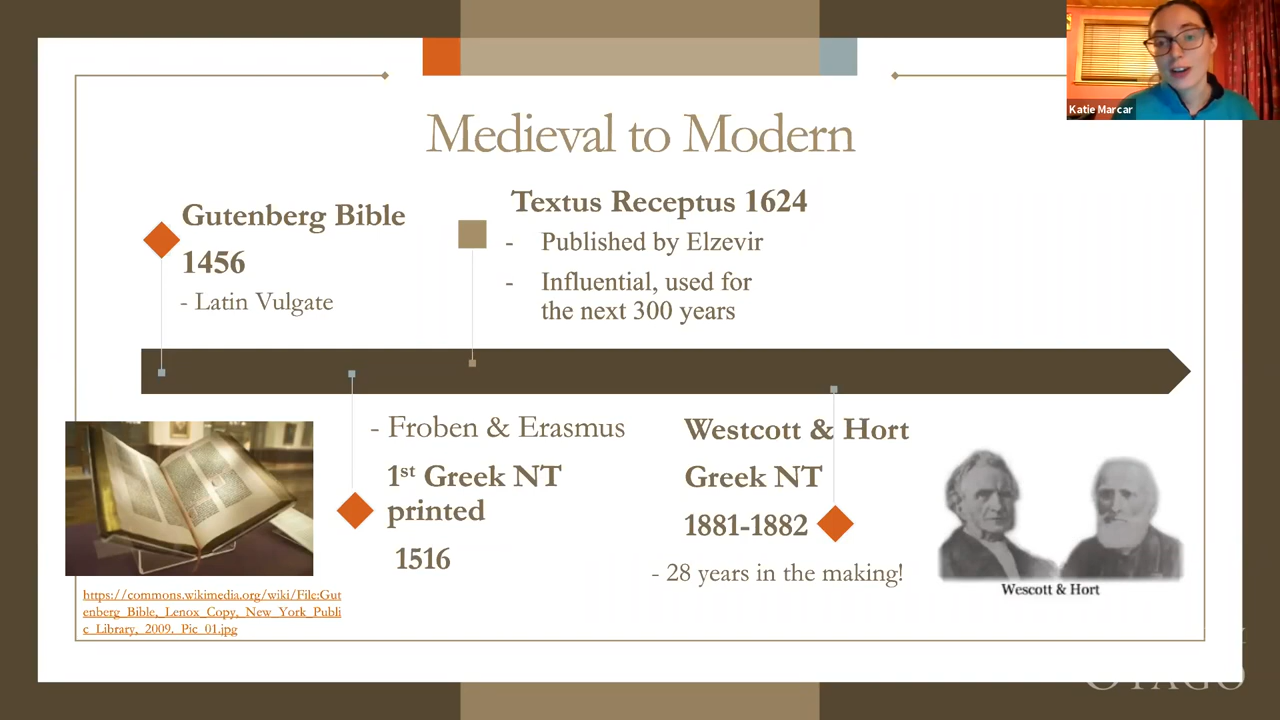 Katie Marcar
Medieval to Modern
Gutenberg Bible
1456
- Latin Vulgate
Textus Receptus 1624
- Published by Elzevir
- Influential, used for
the next 300 years
- Froben & Erasmus
1st Greek NT
printed
1516
Westcott & Hort
Greek NT
1881-1882
- 28 years in the making!
Wescott & Hort
https://commons.wikimedia.org/wiki/File:Gut
enberg_Bible,_Lenox_Copy,_New_York_Publi
c_Library,_2009._Pic_01.jpg
OTAGO